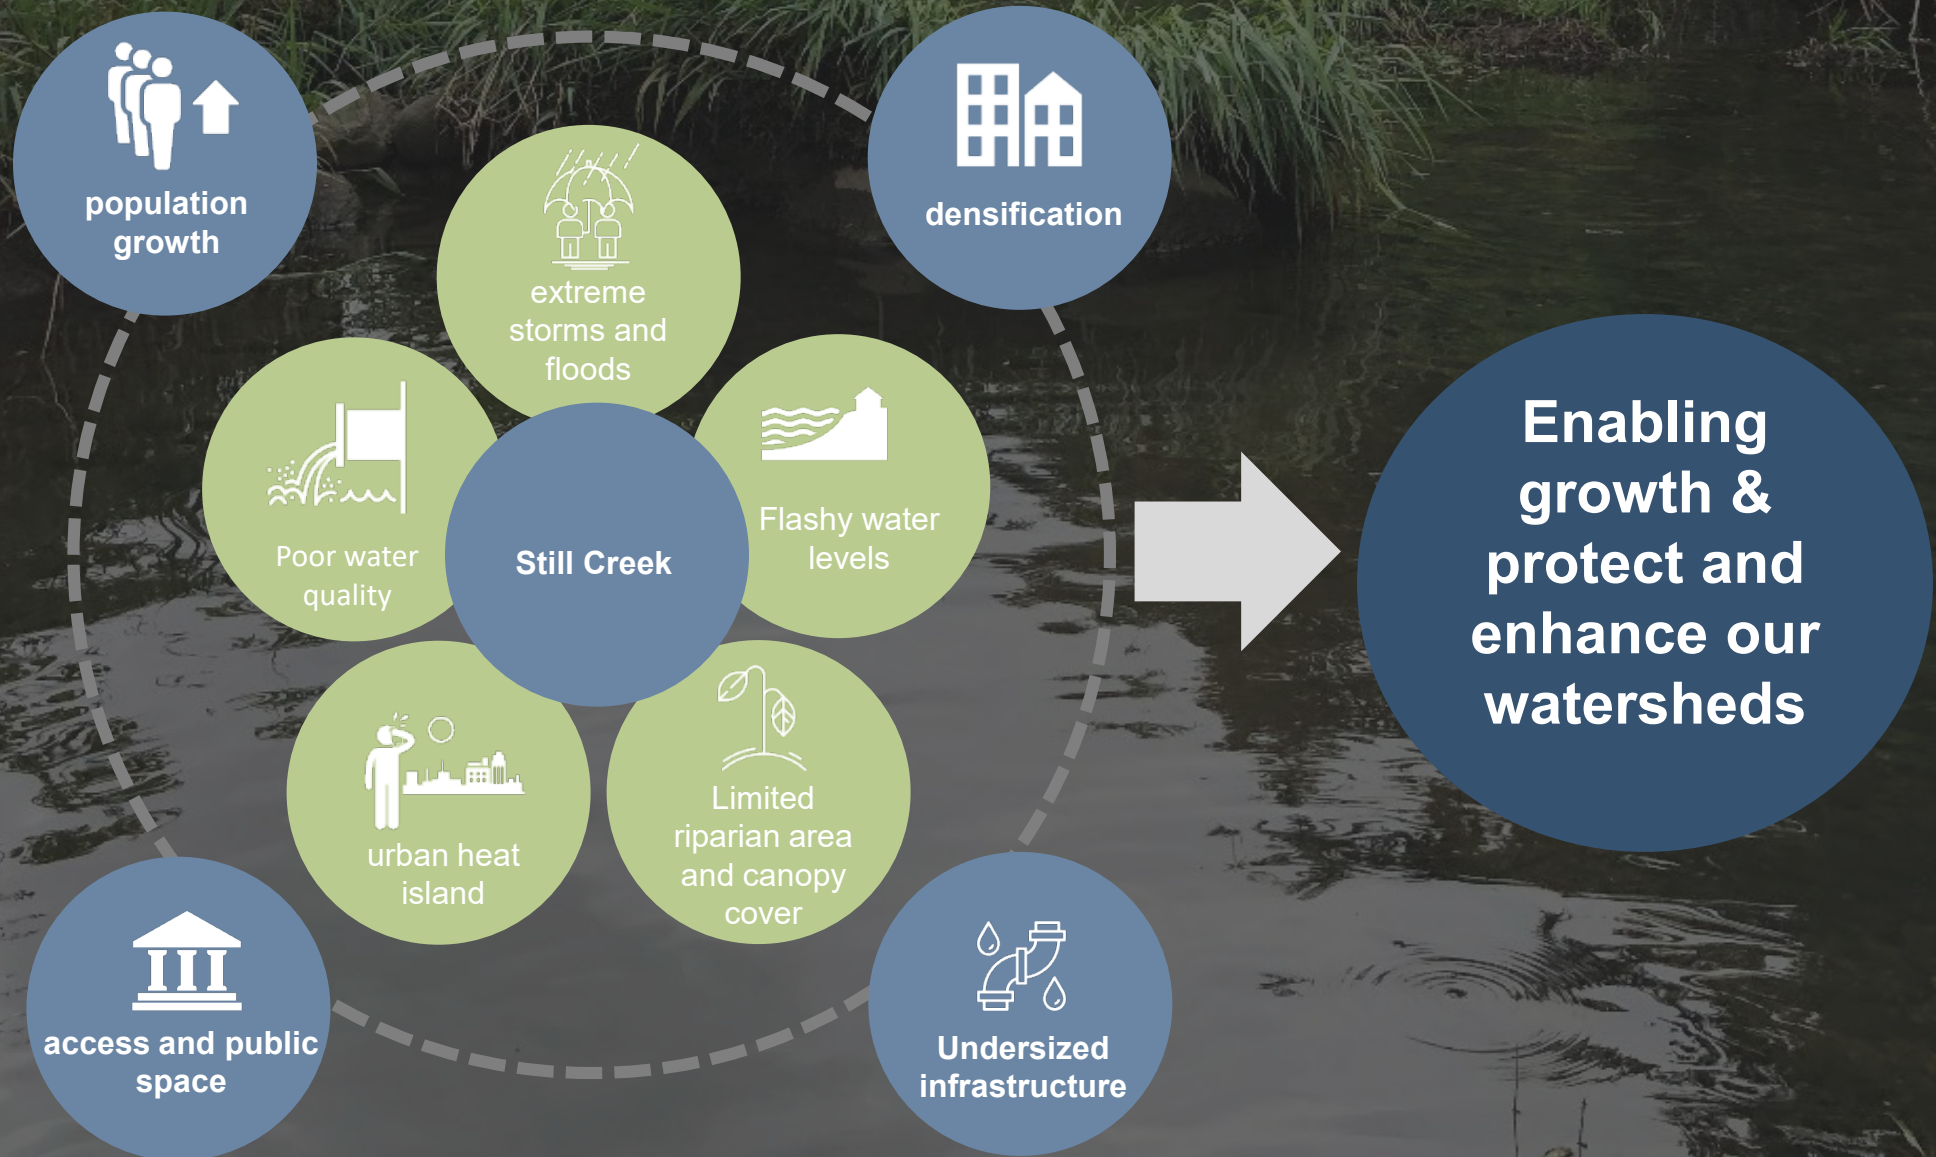 population
growth
densification
extreme
storms and
floods
Poor water
quality
Still Creek
Flashy water
levels
urban heat
island
Limited
riparian area
and canopy
cover
access and public
space
Undersized
infrastructure
Enabling
growth &
protect and
enhance our
watersheds